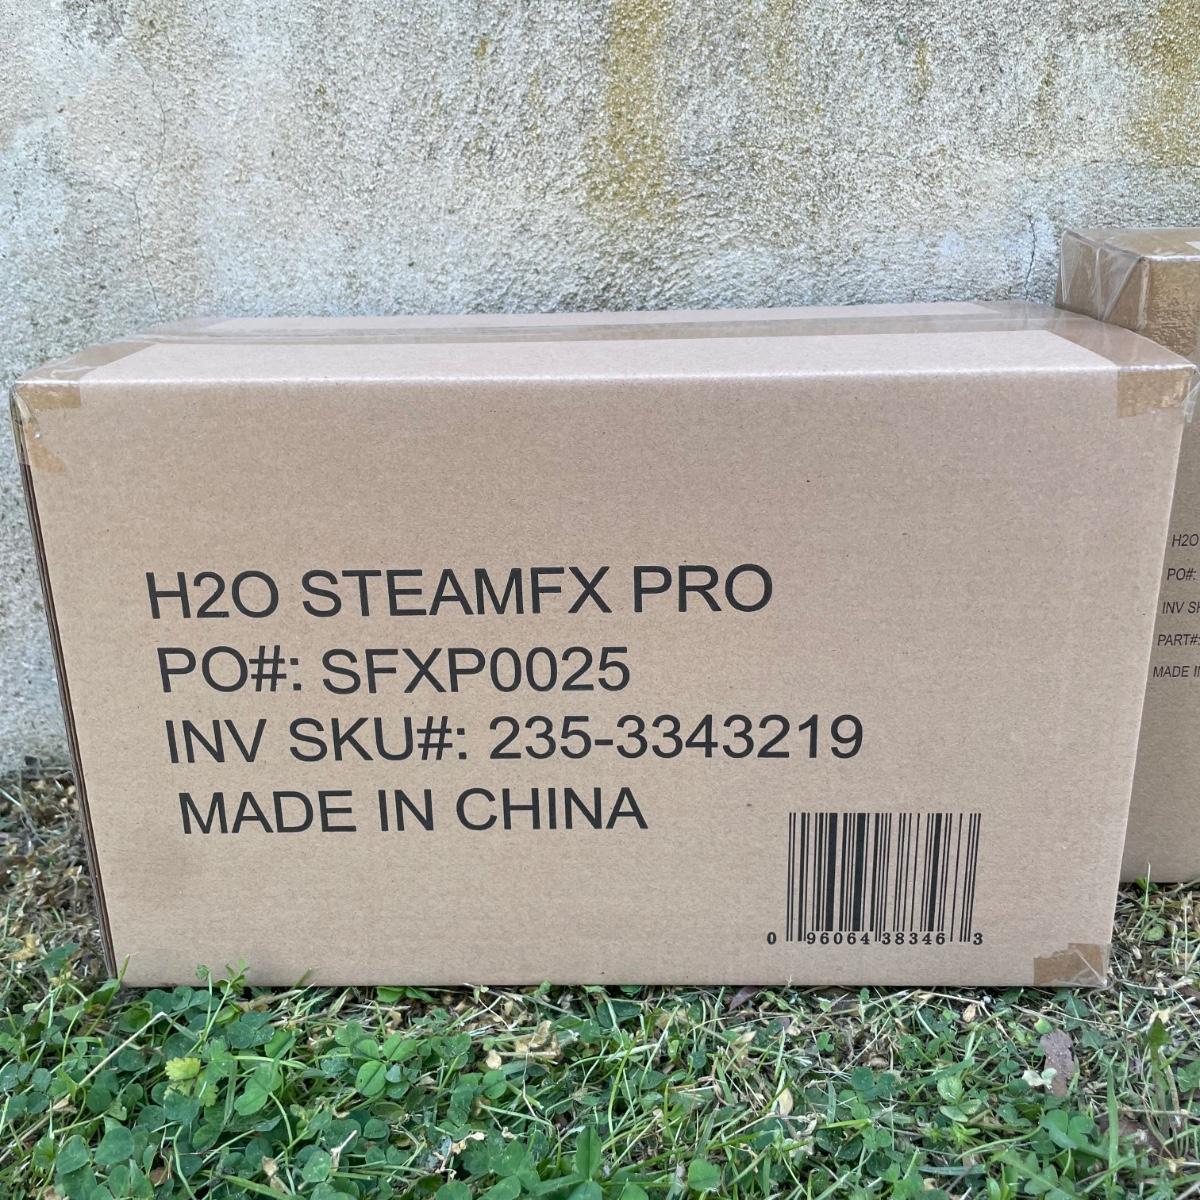 H2O STEAMFX PRO
PO#: SFXP0025
INV SKU#: 235-3343219
MADE IN CHINA
0 96064 38346 3
H2O
PO#:
INV
PART#:
MADE